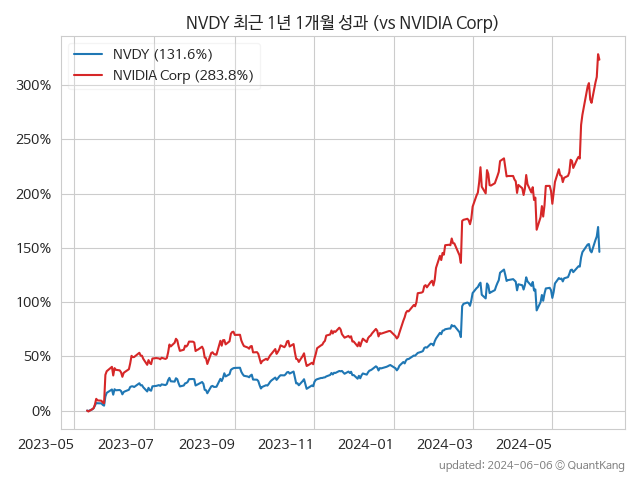 NVDY 최근 1년 1개월 성과 (vs NVIDIA Corp)
NVDY (131.6%)
NVIDIA Corp (283.8%)
300%
250%
200%
150%
100%
50%
0%
2023-05 2023-07 2023-09 2023-11 2024-01 2024-03 2024-05
updated: 2024-06-06 © QuantKang